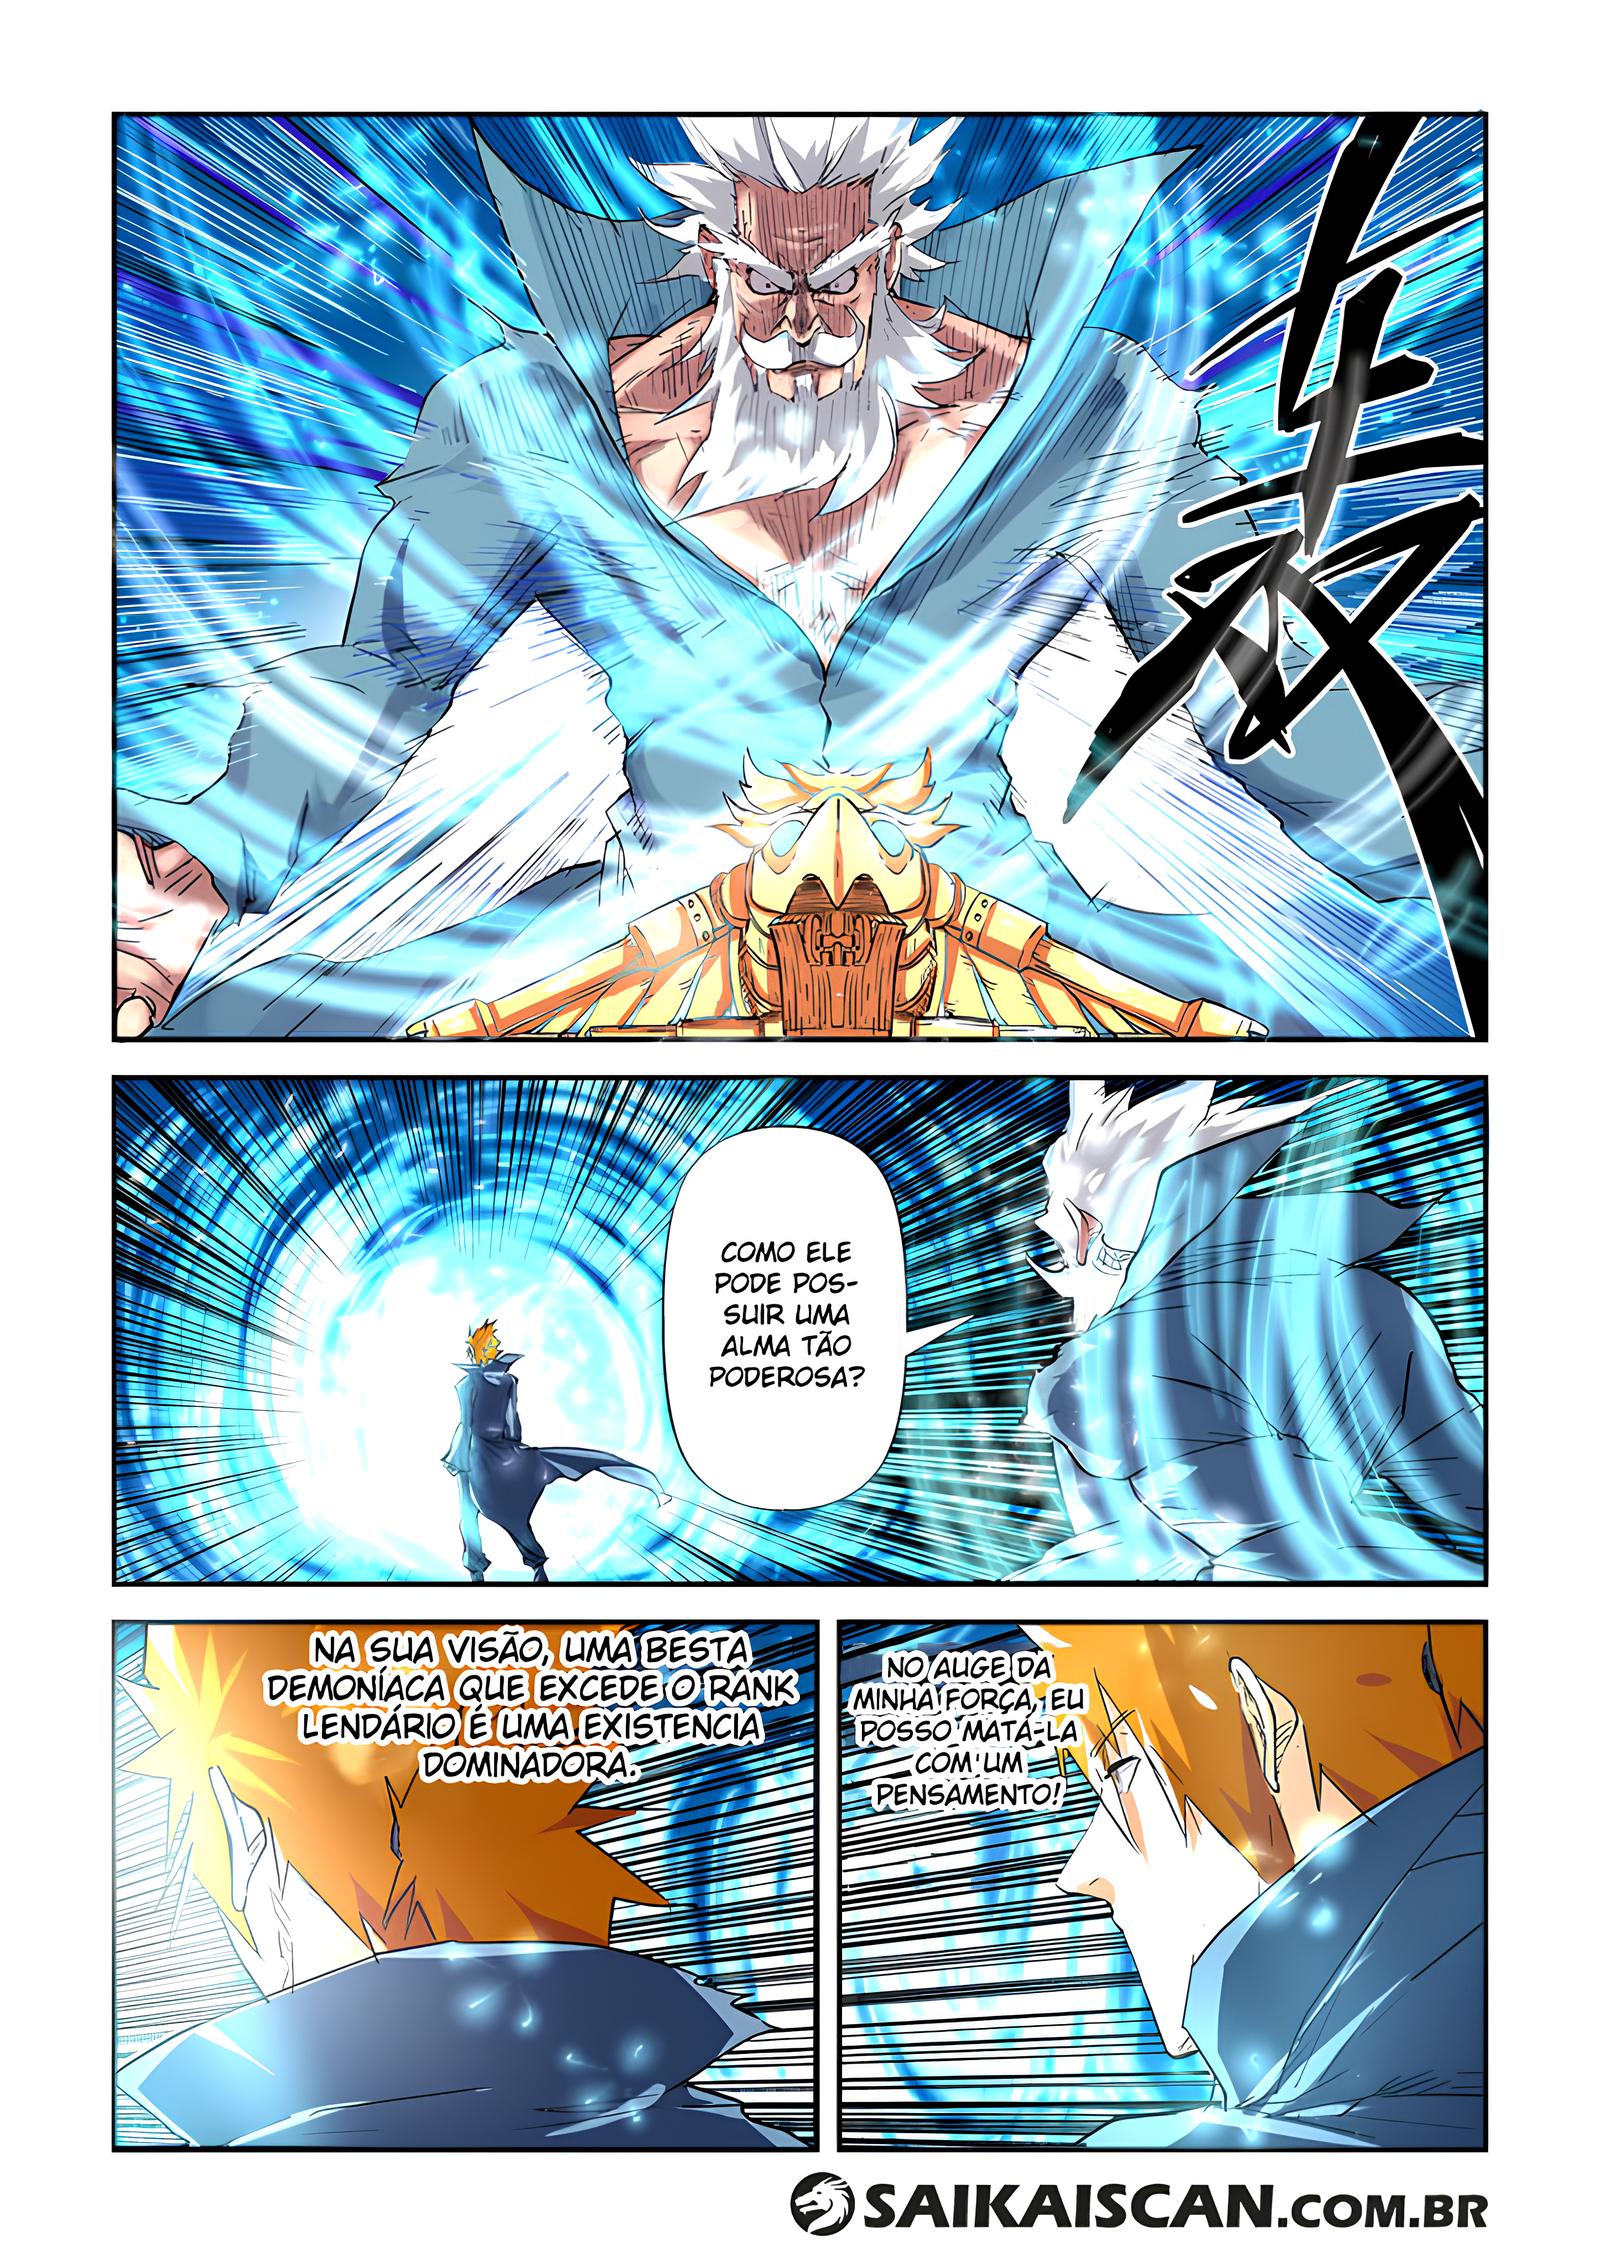 COMO ELE
PODE POS-
SUIR UMA
ALMA TÃO
PODEROSA?
NA SUA VISÃO, UMA BESTA
DEMONÍACA QUE EXCEDE O RANK
LENDÁRIO É UMA EXISTENCIA
DOMINADORA.
NO AUGE DA
MINHA FORÇA, EU
POSSO MATÁ-LA
COM UM
PENSAMENTO!
SAIKAISCAN.COM.BR